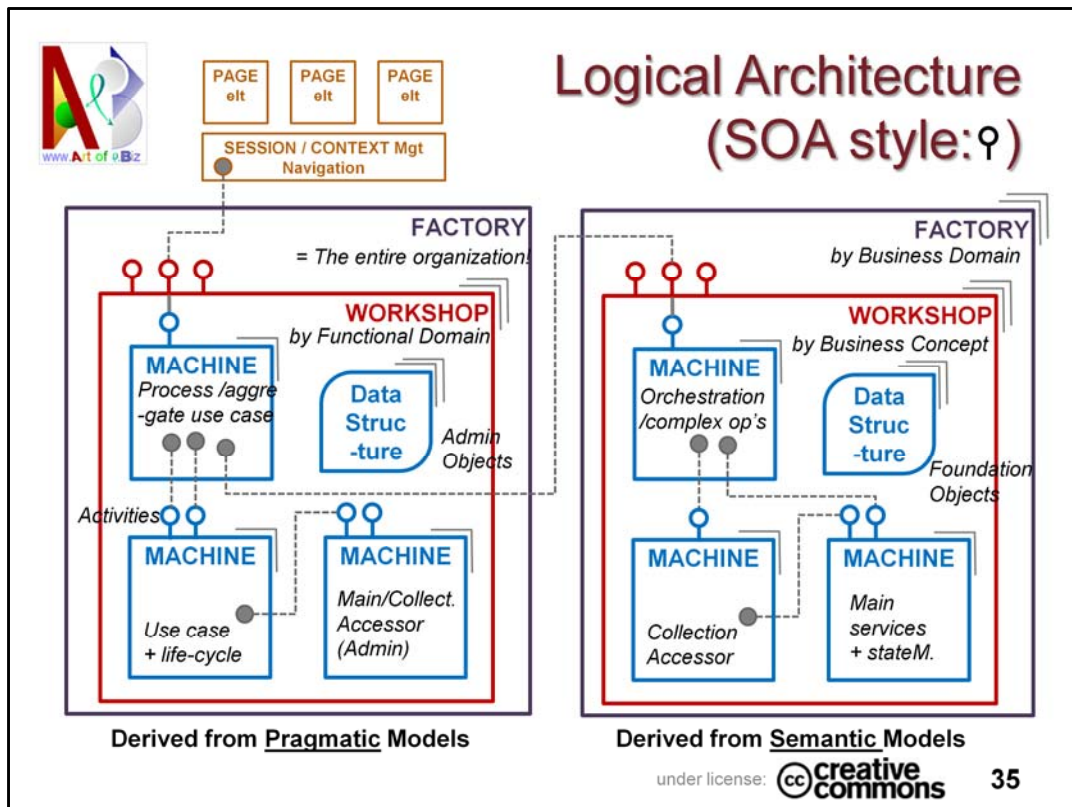 www.Art of e.Biz
PAGE
elt
PAGE
elt
PAGE
elt
SESSION / CONTEXT Mgt
Navigation
Logical Architecture
(SOA style: )
FACTORY
= The entire organization!
WORKSHOP
by Functional Domain
MACHINE
Process /aggre
-gate use case
Data
Struc
-ture
Admin
Objects
Activities
MACHINE
Use case
+ life-cycle
MACHINE
Main/Collect.
Accessor
(Admin)
Derived from Pragmatic Models
FACTORY
by Business Domain
WORKSHOP
by Business Concept
MACHINE
Orchestration
/complex op's
Data
Struc
-ture
Foundation
Objects
MACHINE
Collection
Accessor
MACHINE
Main
services
+ stateM.
Derived from Semantic Models
under license:
cc creative
commons
35